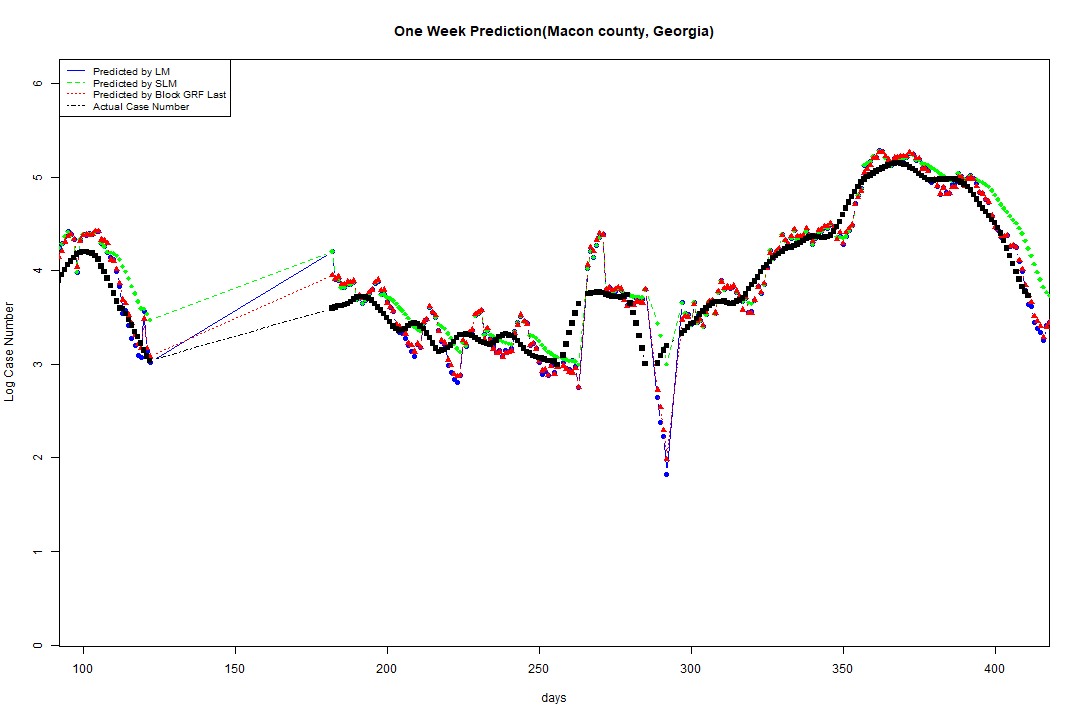 One Week Prediction(Macon county, Georgia)
Predicted by LM
Predicted by SLM
Predicted by Block GRF Last
Actual Case Number
6
5
4
3
2
1
0
Log Case Number
100 150 200 250 300 350 400
days